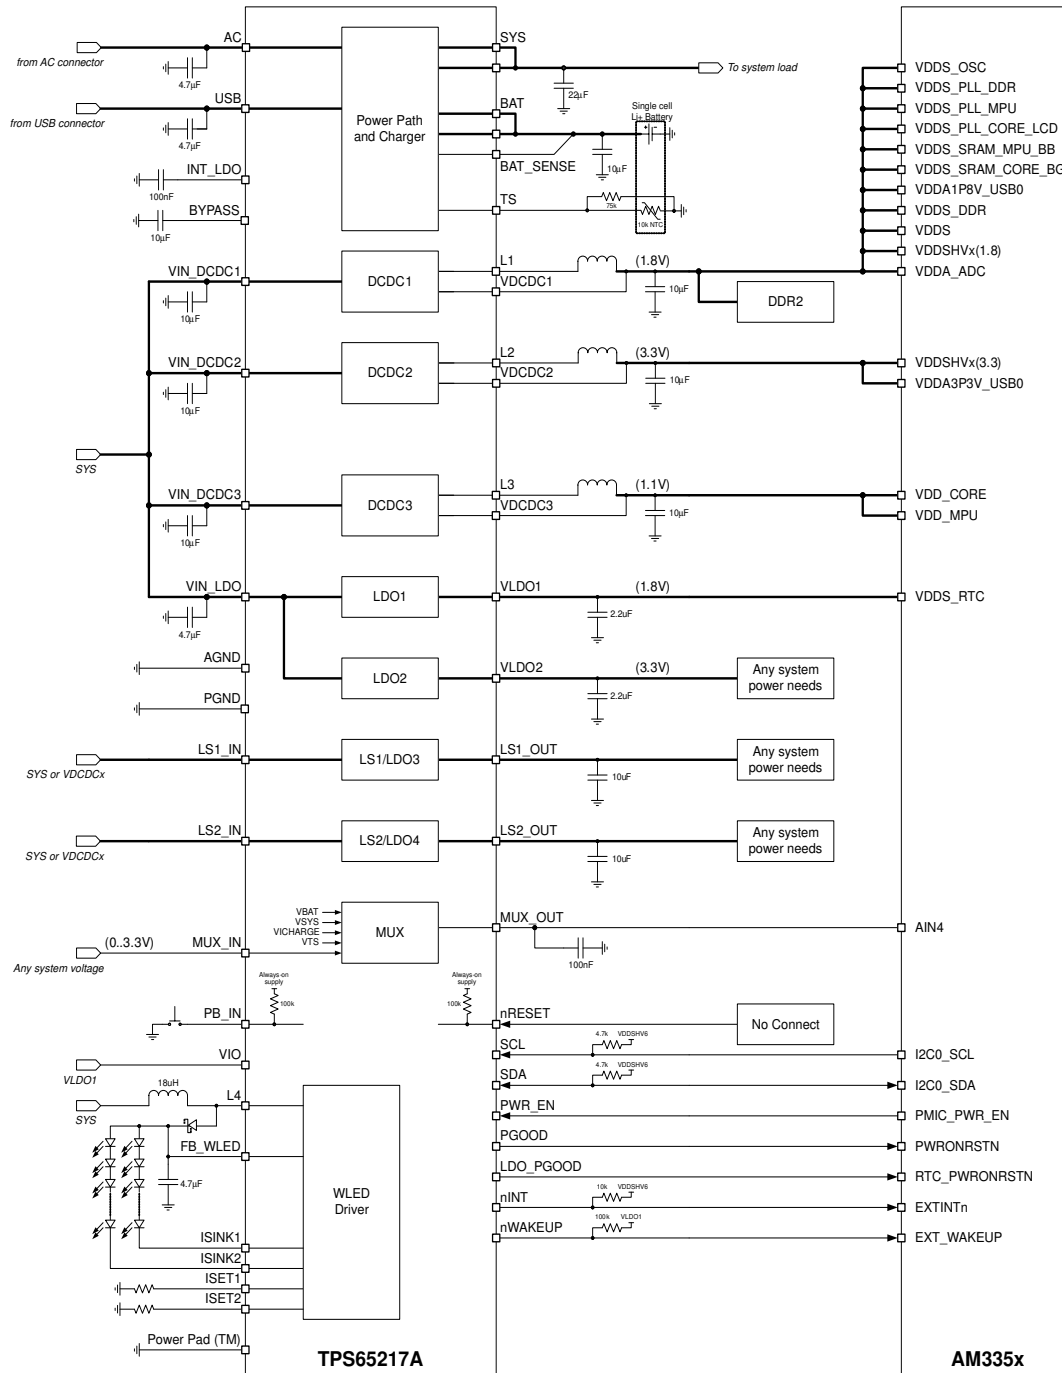 AC
SYS
from AC connector
4.7µF
To system load
22µF
USB
from USB connector
4.7µF
Power Path
and Charger
BAT
Single cell
Li+ Battery
BAT_SENSE
10µF
INT_LDO
100nF
TS
75k
10k NTC
BYPASS
10µF
VDDS_OSC
VDDS_PLL_DDR
VDDS_PLL_MPU
VDDS_PLL_CORE_LCD
VDDS_SRAM_MPU_BB
VDDS_SRAM_CORE_BG
VDDA1P8V_USB0
VDDS_DDR
VDDS
VDDSHVx(1.8)
VDDA_ADC
VIN_DCDC1
10µF
DCDC1
L1
VDCDC1
(1.8V)
10µF
DDR2
VIN_DCDC2
10µF
DCDC2
L2
VDCDC2
(3.3V)
10µF
VDDSHVx(3.3)
VDDA3P3V_USB0
SYS
VIN_DCDC3
10µF
DCDC3
L3
VDCDC3
(1.1V)
10µF
VDD_CORE
VDD_MPU
VIN_LDO
4.7µF
LDO1
VLDO1
(1.8V)
2.2uF
VDDS_RTC
AGND
LDO2
VLDO2
(3.3V)
2.2uF
Any system
power needs
PGND
LS1_IN
SYS or VDCDCx
LS1/LDO3
LS1_OUT
10uF
Any system
power needs
LS2_IN
SYS or VDCDCx
LS2/LDO4
LS2_OUT
10uF
Any system
power needs
VBAT
VSYS
VICHARGE
VTS
MUX
MUX_OUT
100nF
AIN4
(0..3.3V)
MUX_IN
Any system voltage
Always-on
supply
100k
Always-on
supply
100k
PB_IN
nRESET
No Connect
VIO
VLDO1
SCL
4.7k
VDDSHV6
I2C0_SCL
SDA
4.7k
VDDSHV6
I2C0_SDA
18uH
L4
SYS
PWR_EN
PMIC_PWR_EN
FB_WLED
4.7µF
PGOOD
PWRONRSTN
LDO_PGOOD
RTC_PWRONRSTN
WLED
Driver
nINT
10k
VDDSHV6
EXTINTn
nWAKEUP
100k
VLDO1
EXT_WAKEUP
ISINK1
ISINK2
ISET1
ISET2
Power Pad (TM)
TPS65217A
AM335x